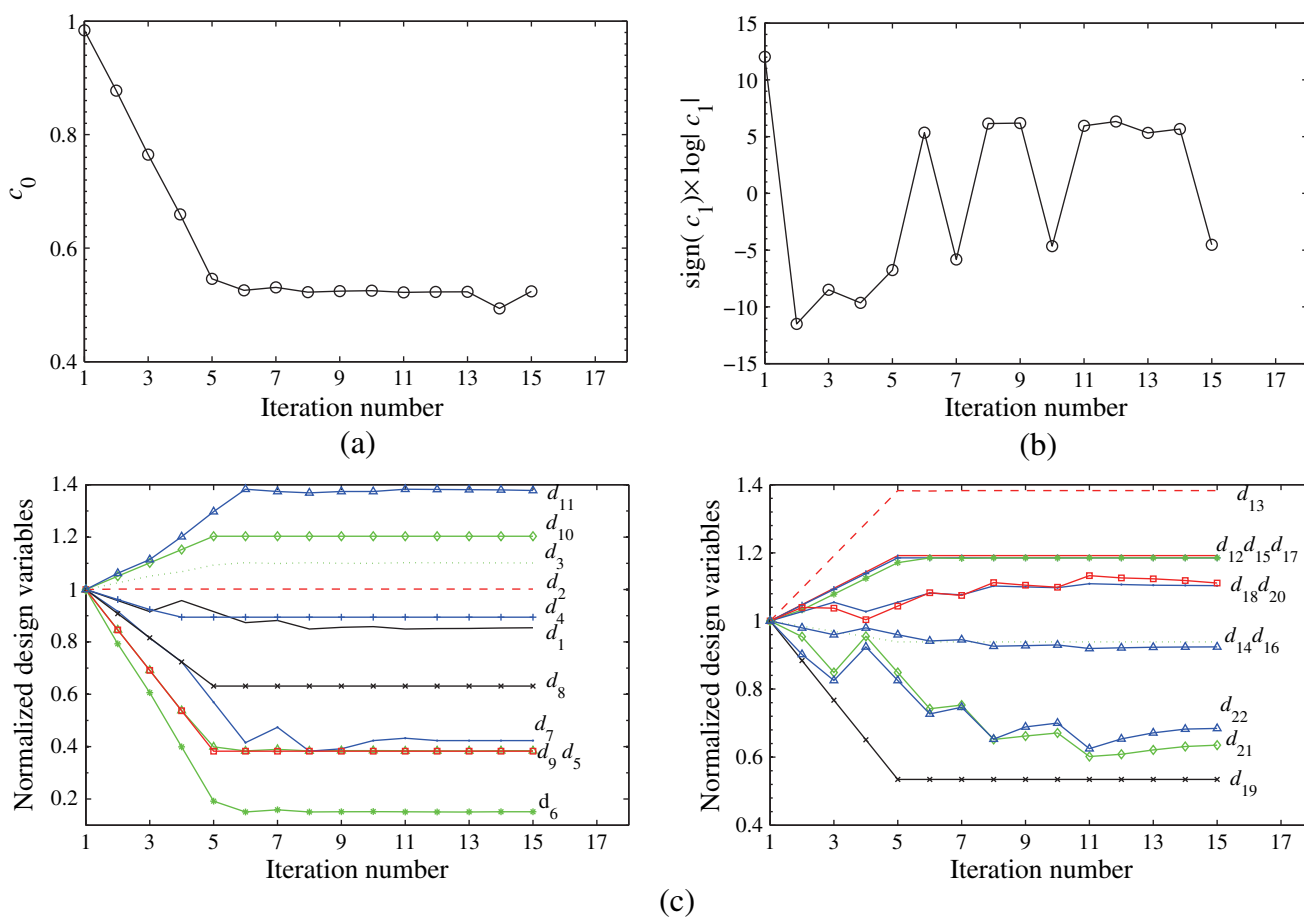 1
0.8
0.6
0.4
c0
1 3 5 7 9 11 13 15 17
Iteration number
(a)
15
10
5
0
−5
−10
−15
sign( c1)× log| c1|
1 3 5 7 9 11 13 15 17
Iteration number
(b)
1.4
1.2
1
0.8
0.6
0.4
0.2
Normalized design variables
d11
d10
d3
d2
d4
d1
d8
d7
d9 d5
d6
1 3 5 7 9 11 13 15 17
Iteration number
1.4
1.2
1
0.8
0.6
0.4
Normalized design variables
d13
d12d15d17
d18d20
d14d16
d22
d21
d19
1 3 5 7 9 11 13 15 17
Iteration number
(c)